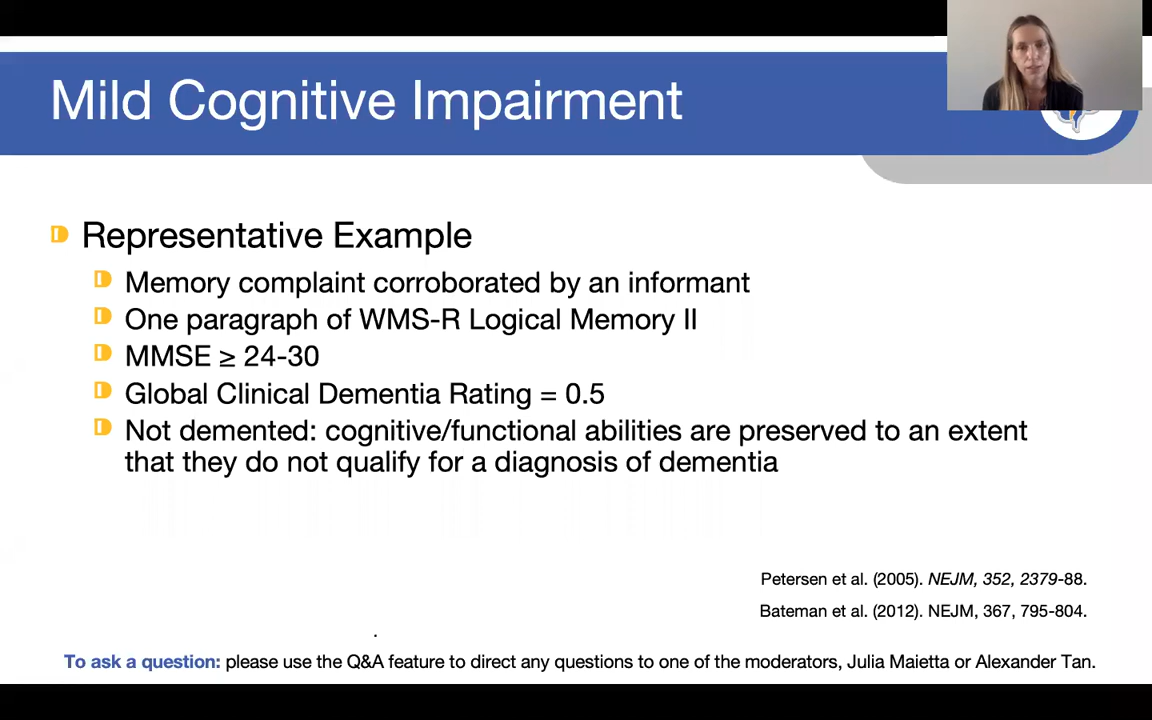 Mild Cognitive Impairment
Representative Example
Memory complaint corroborated by an informant
One paragraph of WMS-R Logical Memory II
MMSE ≥ 24-30
Global Clinical Dementia Rating = 0.5
Not demented: cognitive/functional abilities are preserved to an extent
that they do not qualify for a diagnosis of dementia
Petersen et al. (2005). NEJM, 352, 2379-88.
Bateman et al. (2012). NEJM, 367, 795-804.
To ask a question: please use the Q&A feature to direct any questions to one of the moderators, Julia Maietta or Alexander Tan.